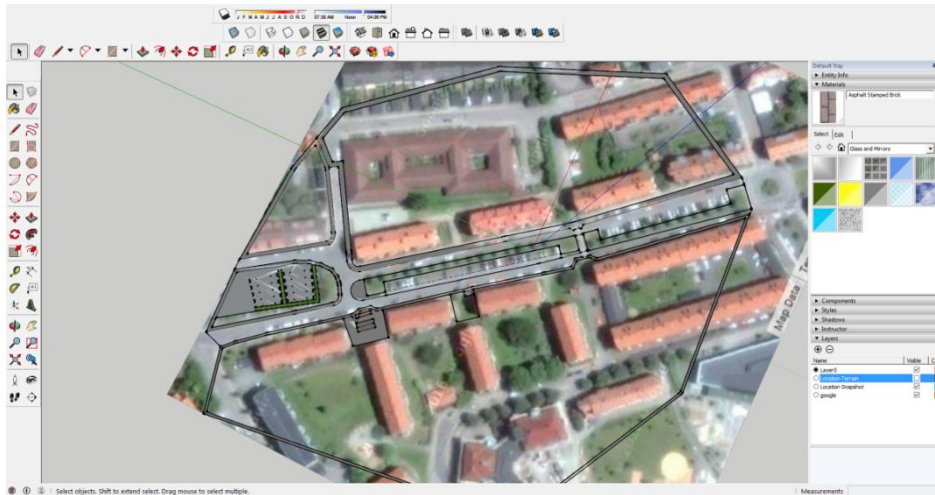 J F M A M J J A S O N D 07:38 AM Noon 04:06 PM
Default Tray
Entity Info
Materials
Asphalt Stamped Brick
Select Edit
Glass and Mirrors
Components
Styles
Shadows
Instructor
Layers
Name Visible
Layer0
Location Terrain
Location Snapshot
google
Map Data
Select objects. Shift to extend select. Drag mouse to select multiple.
Measurements